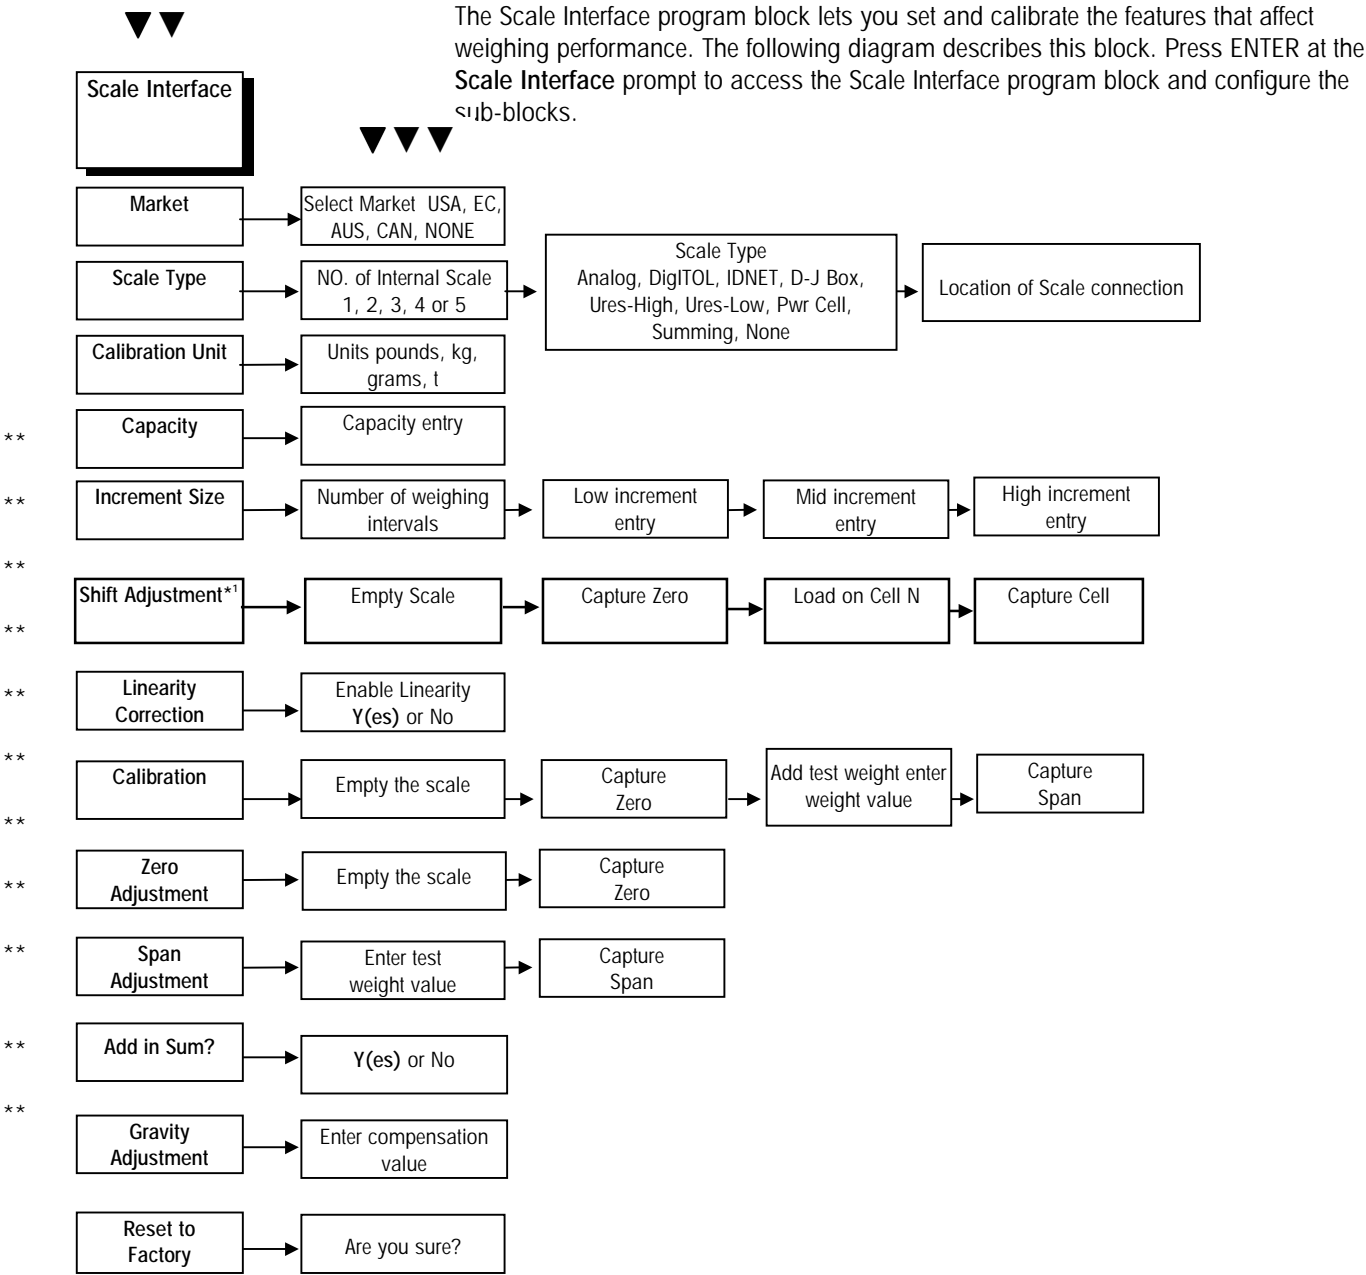 The Scale Interface program block lets you set and calibrate the features that affect
weighing performance. The following diagram describes this block. Press ENTER at the
Scale Interface prompt to access the Scale Interface program block and configure the
sub-blocks.
Scale Interface
Market
Select Market USA, EC,
AUS, CAN, NONE
Scale Type
NO. of Internal Scale
1, 2, 3, 4 or 5
Scale Type
Analog, DigITOL, IDNET, D-J Box,
Ures-High, Ures-Low, Pwr Cell,
Summing, None
Location of Scale connection
Calibration Unit
Units pounds, kg,
grams, t
**
Capacity
Capacity entry
**
Increment Size
Number of weighing
intervals
Low increment
entry
Mid increment
entry
High increment
entry
**
Shift Adjustment*1
Empty Scale
Capture Zero
Load on Cell N
Capture Cell
**
**
Linearity
Correction
Enable Linearity
Y(es) or No
**
Calibration
Empty the scale
Capture
Zero
Add test weight enter
weight value
Capture
Span
**
**
Zero
Adjustment
Empty the scale
Capture
Zero
**
Span
Adjustment
Enter test
weight value
Capture
Span
**
Add in Sum?
Y(es) or No
**
Gravity
Adjustment
Enter compensation
value
Reset to
Factory
Are you sure?